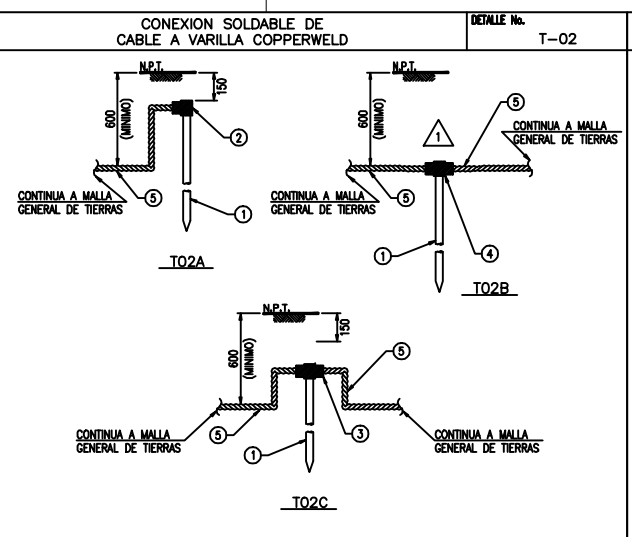 CONEXION SOLDABLE DE
CABLE A VARILLA COPPERWELD
DETALLE No.
T-02
N.P.T.
150
600
(MINIMO)
2
5
CONTINUA A MALLA
GENERAL DE TIERRAS
1
T02A
N.P.T.
600
(MINIMO)
1
5
CONTINUA A MALLA
GENERAL DE TIERRAS
5
CONTINUA A MALLA
GENERAL DE TIERRAS
1
4
T02B
N.P.T.
150
600
(MINIMO)
5
5
3
CONTINUA A MALLA
GENERAL DE TIERRAS
1
CONTINUA A MALLA
GENERAL DE TIERRAS
T02C